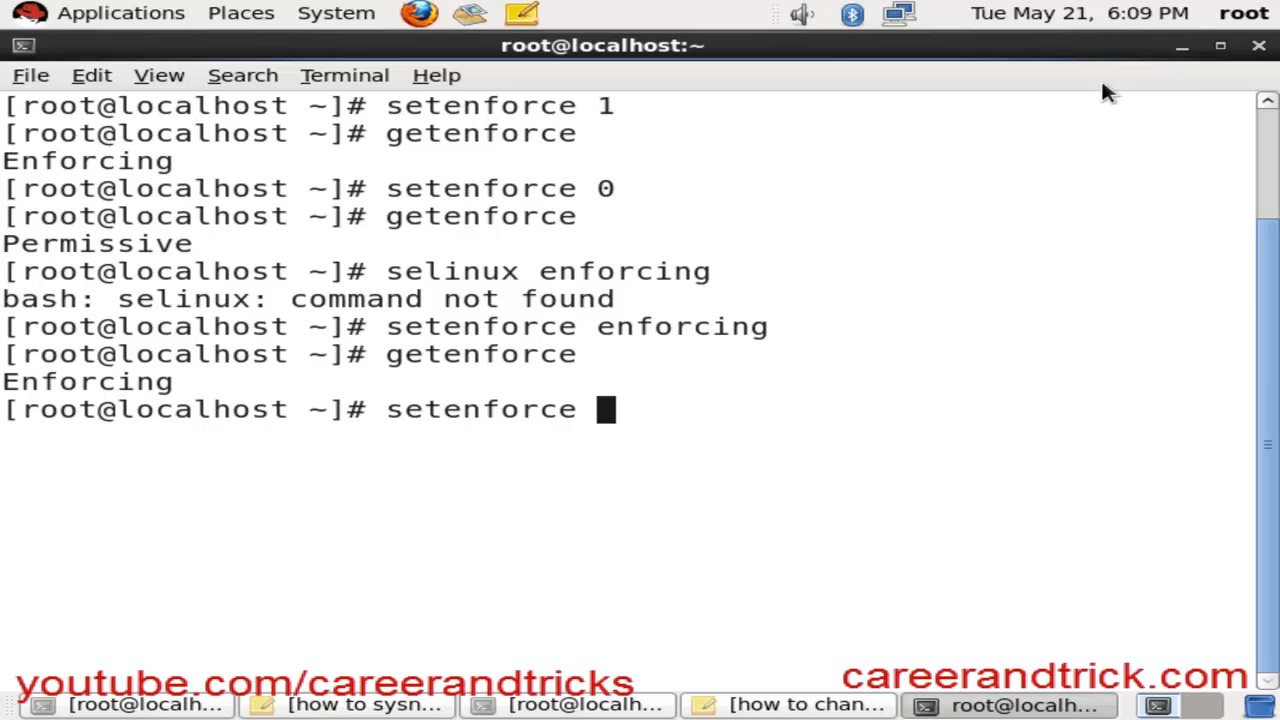 Applications Places System Tue May 21, 6:09 PM root
root@localhost:~
File Edit View Search Terminal Help
[root@localhost ~]# setenforce 1
[root@localhost ~]# getenforce
Enforcing
[root@localhost ~]# setenforce 0
[root@localhost ~]# getenforce
Permissive
[root@localhost ~]# selinux enforcing
bash: selinux: command not found
[root@localhost ~]# setenforce enforcing
[root@localhost ~]# getenforce
Enforcing
[root@localhost ~]# setenforce
youtube.com/careerandtricks careerandtrick.com
[root@localh... [how to sysn... [root@localh... [how to chan... root@localh...